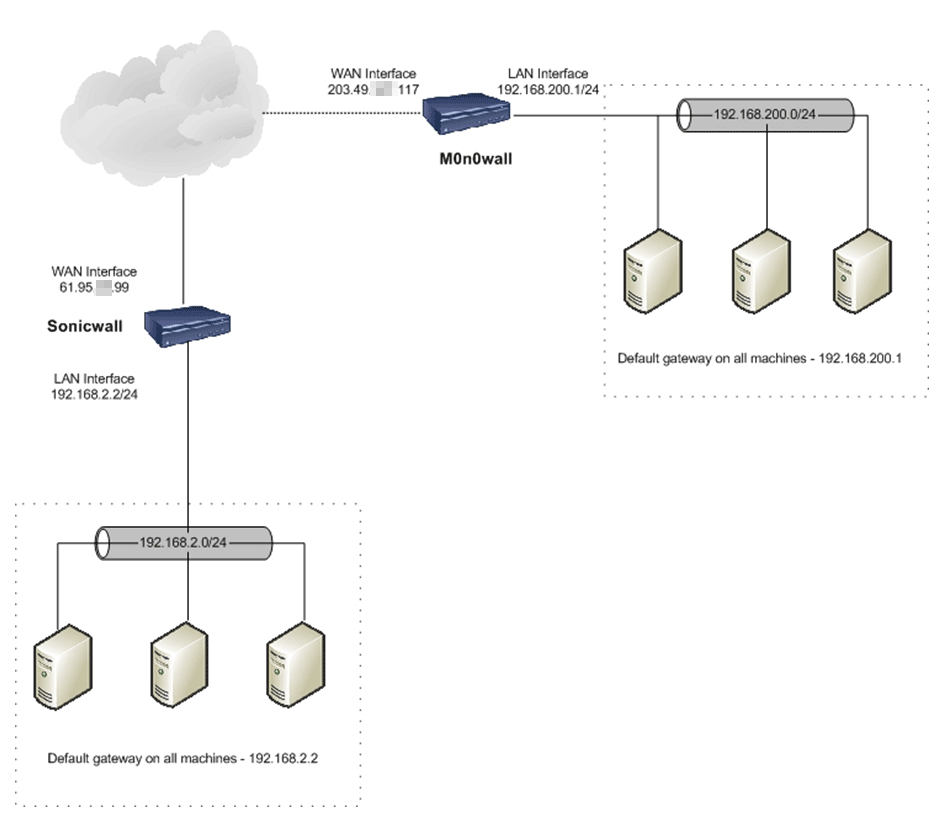 WAN Interface
203.49. 117
LAN Interface
192.168.200.1/24
192.168.200.0/24
M0n0wall
WAN Interface
61.95. .99
Sonicwall
Default gateway on all machines - 192.168.200.1
LAN Interface
192.168.2.2/24
192.168.2.0/24
Default gateway on all machines - 192.168.2.2